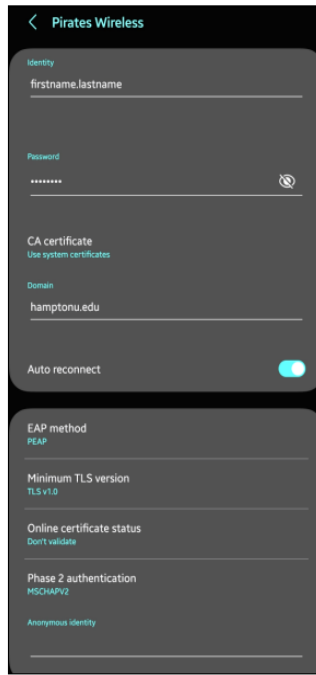 Pirates Wireless
Identity
firstname.lastname
Password
••••••••
CA certificate
Use system certificates
Domain
hamptonu.edu
Auto reconnect
EAP method
PEAP
Minimum TLS version
TLS v1.0
Online certificate status
Don't validate
Phase 2 authentication
MSCHAPV2
Anonymous identity